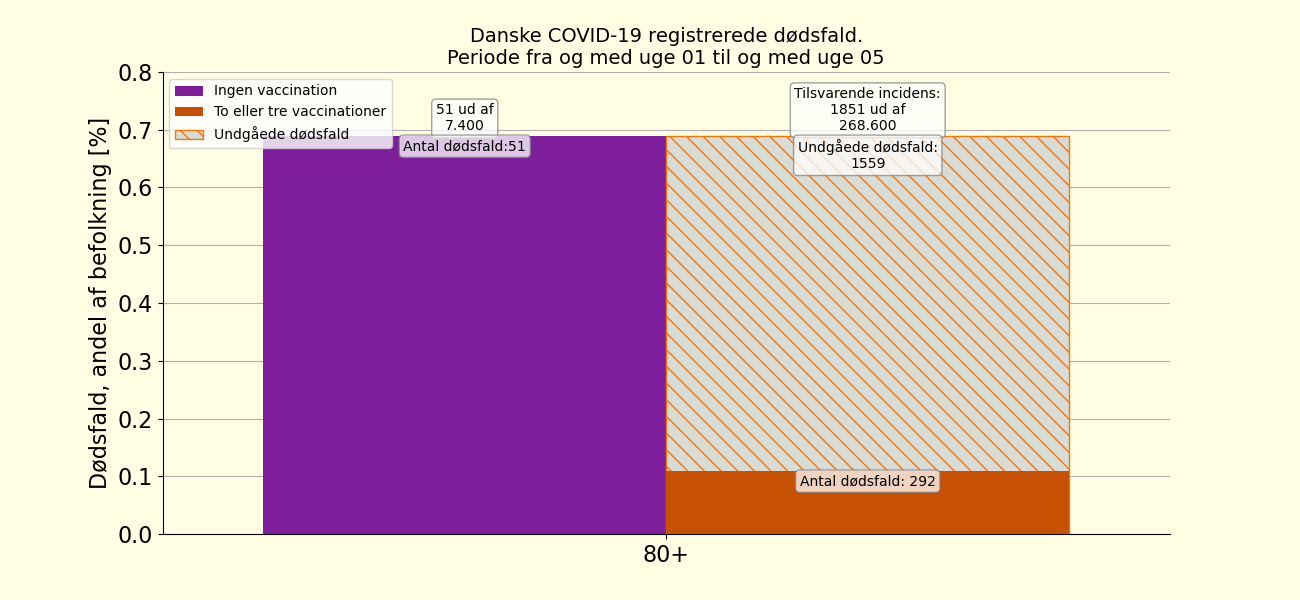 Danske COVID-19 registrerede dødsfald.
Periode fra og med uge 01 til og med uge 05
Dødsfald, andel af befolkning [%]
0.8
0.7
0.6
0.5
0.4
0.3
0.2
0.1
0.0
Ingen vaccination
To eller tre vaccinationer
Undgåede dødsfald
51 ud af
7.400
Antal dødsfald:51
Tilsvarende incidens:
1851 ud af
268.600
Undgåede dødsfald:
1559
Antal dødsfald: 292
80+